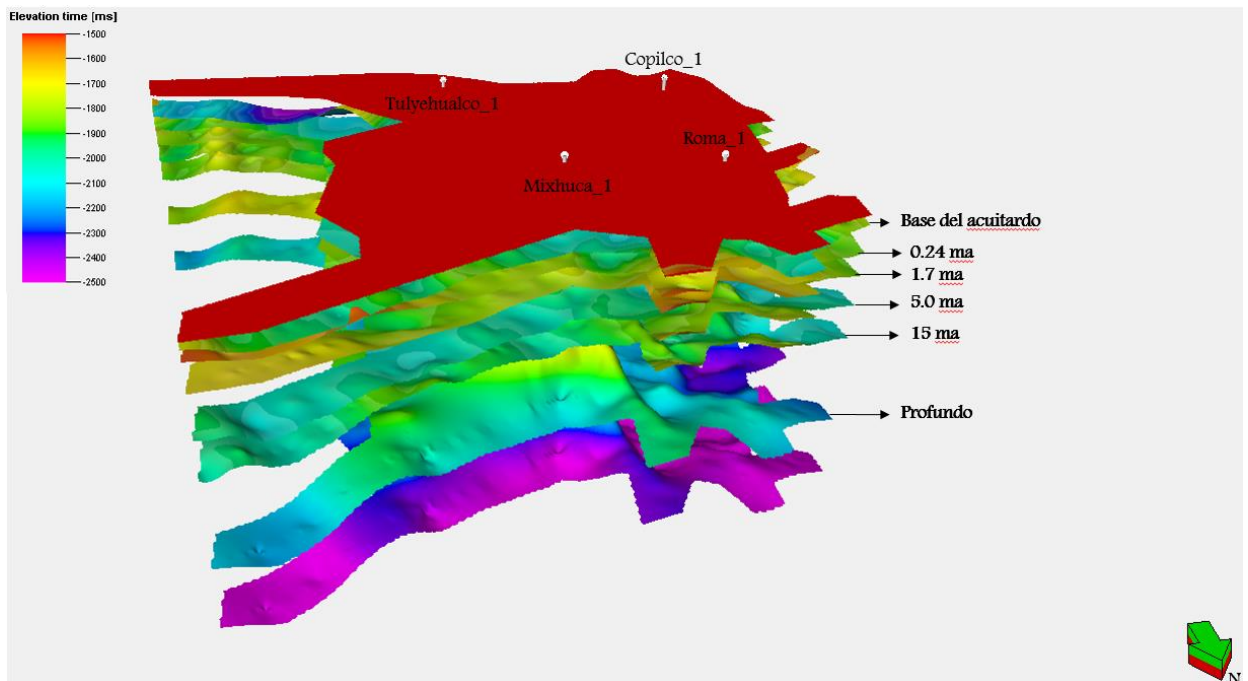 Elevation time [ms]
-1500
-1600
-1700
-1800
-1900
-2000
-2100
-2200
-2300
-2400
-2500
Copilco_1
Tulyehualco_1
Roma_1
Mixhuca_1
Base del acuitardo
0.24 ma
1.7 ma
5.0 ma
15 ma
Profundo
N